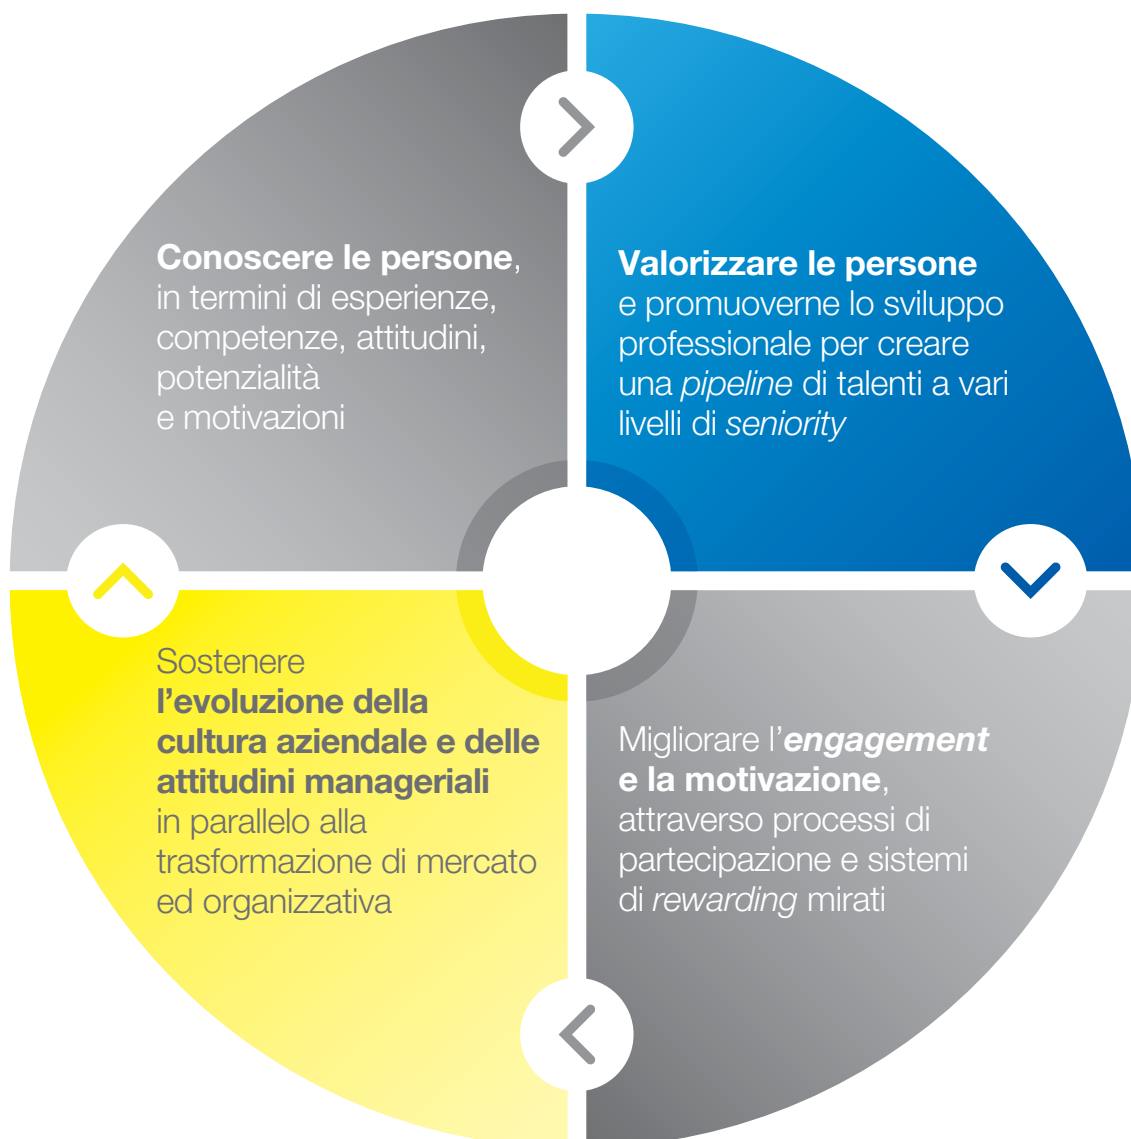 Conoscere le persone,
in termini di esperienze,
competenze, attitudini,
potenzialità
e motivazioni
Valorizzare le persone
e promuoverne lo sviluppo
professionale per creare
una pipeline di talenti a vari
livelli di seniority
Sostenere
l’evoluzione della
cultura aziendale e delle
attitudini manageriali
in parallelo alla
trasformazione di mercato
ed organizzativa
Migliorare l’engagement
e la motivazione,
attraverso processi di
partecipazione e sistemi
di rewarding mirati